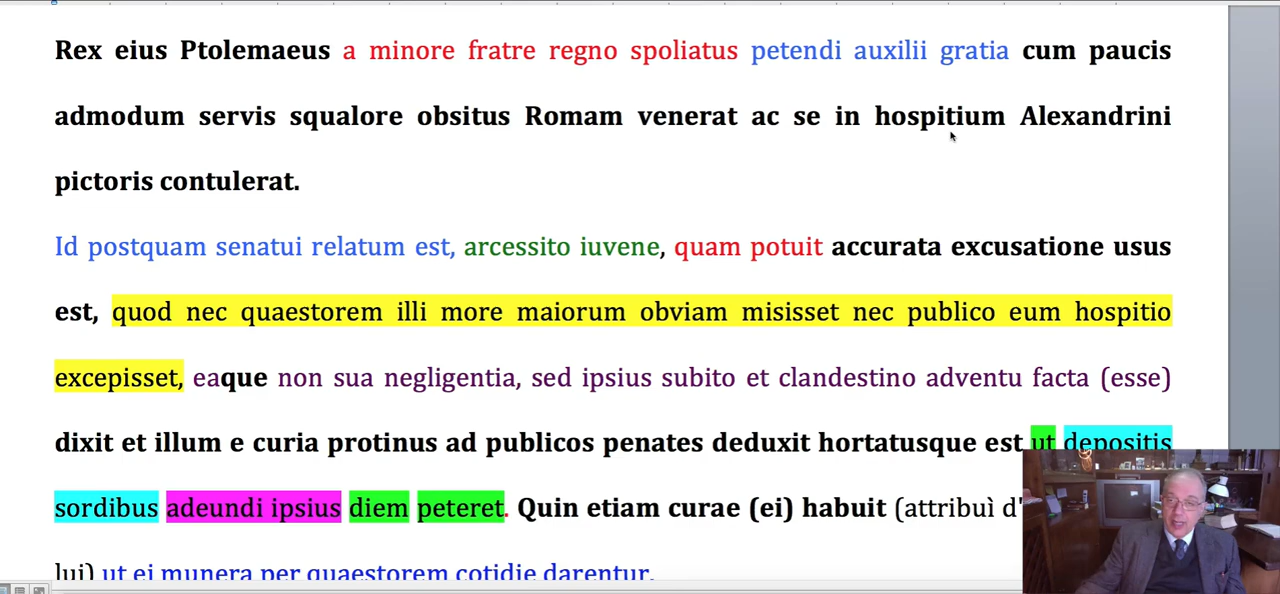 Rex eius Ptolemaeus a minore fratre regno spoliatus petendi auxilii gratia cum paucis
admodum servis squalore obsitus Romam venerat ac se in hospitium Alexandrini
pictoris contulerat.
Id postquam senatui relatum est, arcessito iuvene, quam potuit accurata excusatione usus
est, quod nec quaestorem illi more maiorum obviam misisset nec publico eum hospitio
excepisset, eaque non sua negligentia, sed ipsius subito et clandestino adventu facta (esse)
dixit et illum e curia protinus ad publicos penates deduxit hortatusque est ut depositis
sordibus adeundi ipsius diem peteret. Quin etiam curae (ei) habuit (attribuì d'
lui) ut ei munera per quaestorem cotidie darentur.